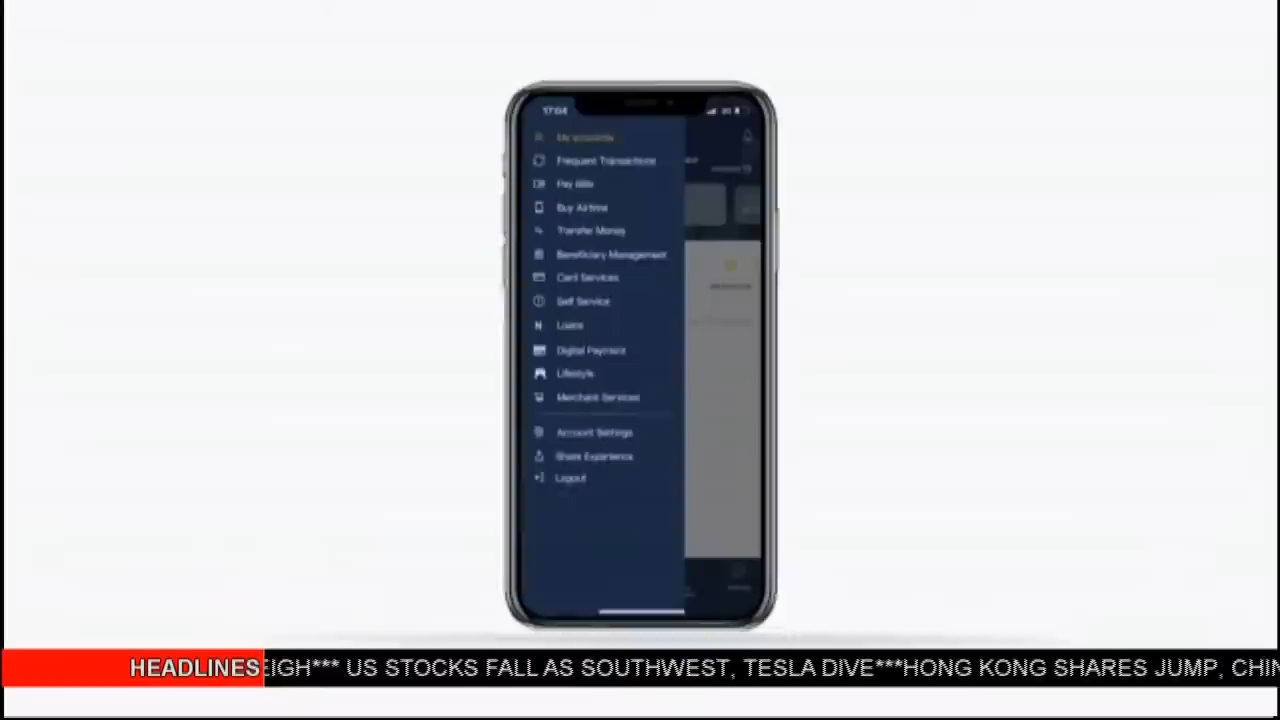 17:04
My accounts
Frequent Transactions
Pay Bills
Buy Airtime
Transfer Money
Beneficiary Management
Card Services
Self Service
Loans
Digital Payment
Lifestyle
Merchant Services
Account Settings
Share Experience
Logout
HEADLINES EIGH*** US STOCKS FALL AS SOUTHWEST, TESLA DIVE***HONG KONG SHARES JUMP, CHIN